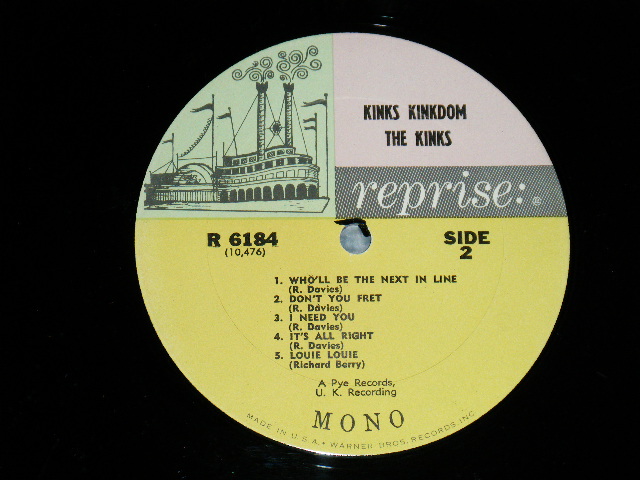 KINKS KINKDOM
THE KINKS
reprise:®
R 6184
(10,476)
SIDE
2
1. WHO'LL BE THE NEXT IN LINE
(R. Davies)
2. DON'T YOU FRET
(R. Davies)
3. I NEED YOU
(R. Davies)
4. IT'S ALL RIGHT
(R. Davies)
5. LOUIE LOUIE
(Richard Berry)
A Pye Records,
U. K. Recording
MONO
MADE IN U.S.A. • WARNER BROS. RECORDS INC.